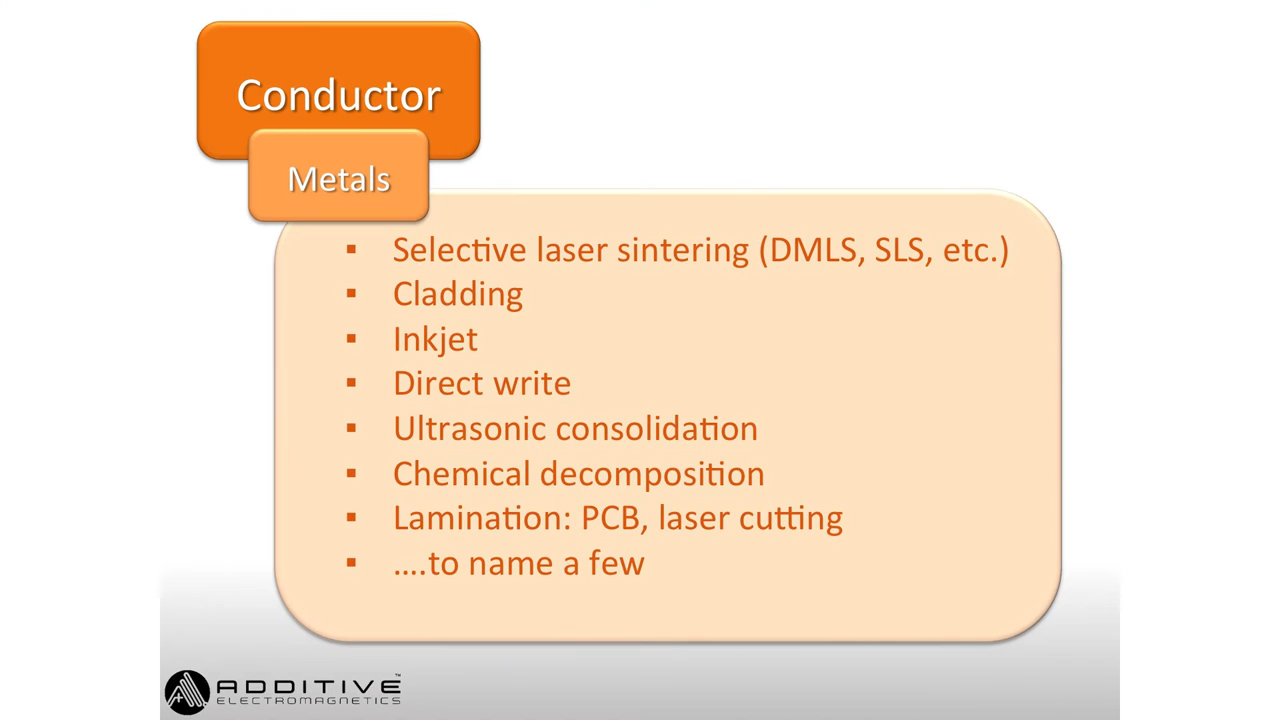 Conductor
Metals
▪ Selective laser sintering (DMLS, SLS, etc.)
▪ Cladding
▪ Inkjet
▪ Direct write
▪ Ultrasonic consolidation
▪ Chemical decomposition
▪ Lamination: PCB, laser cutting
▪ ….to name a few
ADDITIVE™
ELECTROMAGNETICS